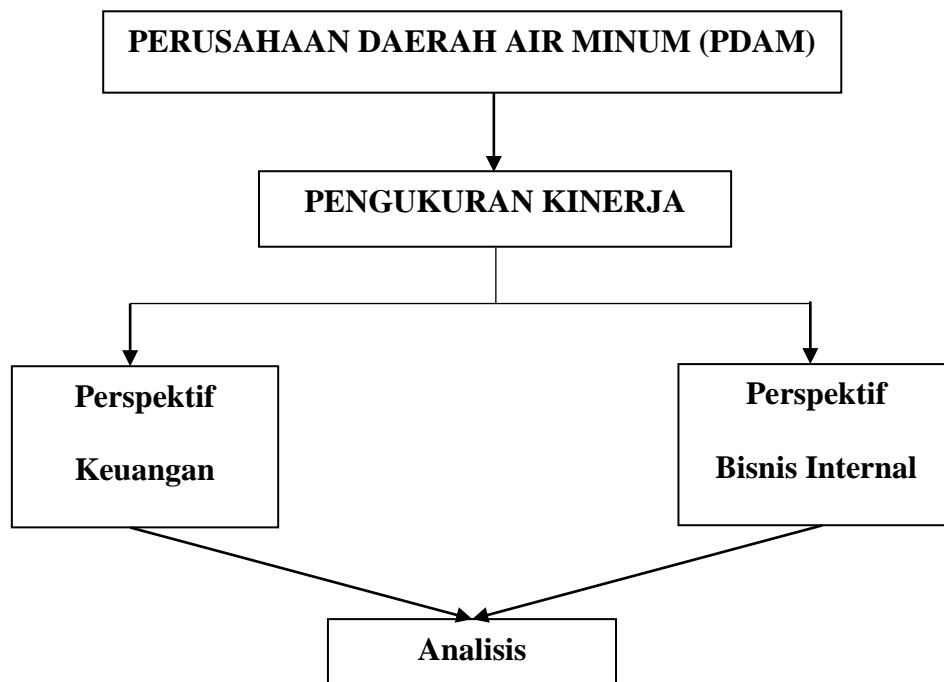 PERUSAHAAN DAERAH AIR MINUM (PDAM)
PENGUKURAN KINERJA
Perspektif
Keuangan
Perspektif
Bisnis Internal
Analisis